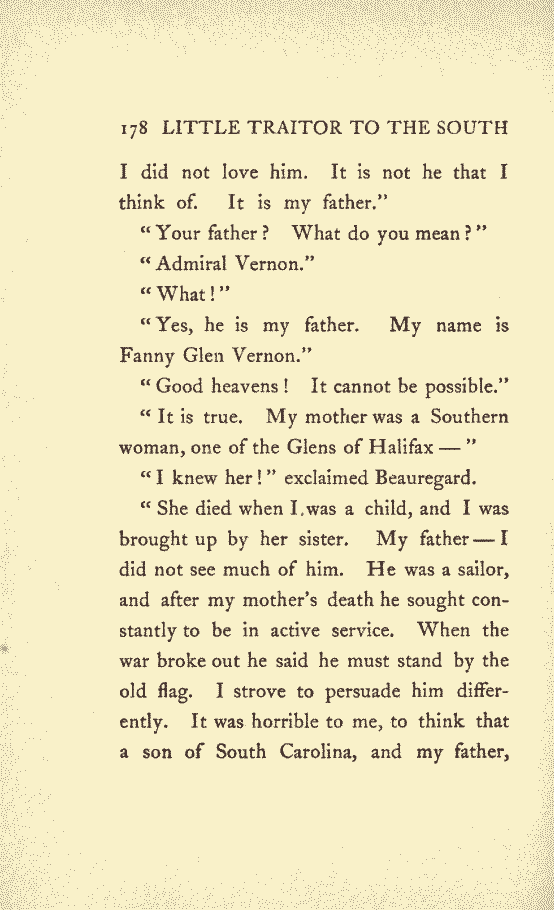 178 LITTLE TRAITOR TO THE SOUTH
I did not love him. It is not he that I
think of. It is my father.”
“Your father? What do you mean?”
“Admiral Vernon.”
“What!”
“Yes, he is my father. My name is
Fanny Glen Vernon.”
“Good heavens! It cannot be possible.”
“It is true. My mother was a Southern
woman, one of the Glens of Halifax — ”
“I knew her!” exclaimed Beauregard.
“She died when I was a child, and I was
brought up by her sister. My father — I
did not see much of him. He was a sailor,
and after my mother’s death he sought con-
stantly to be in active service. When the
war broke out he said he must stand by the
old flag. I strove to persuade him differ-
ently. It was horrible to me, to think that
a son of South Carolina, and my father,